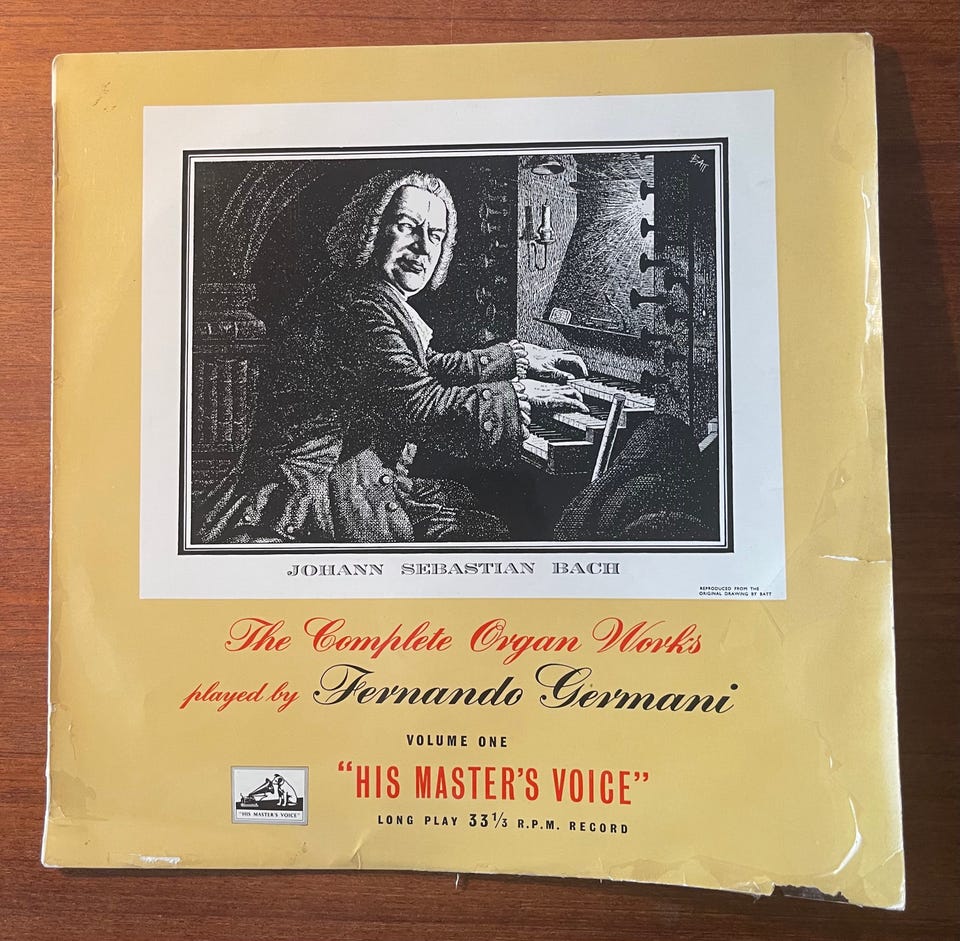 BATT
JOHANN SEBASTIAN BACH
REPRODUCED FROM THE
ORIGINAL DRAWING BY BATT
The Complete Organ Works
played by Fernando Germani
VOLUME ONE
"HIS MASTER'S VOICE"
"HIS MASTER'S VOICE"
LONG PLAY 33⅓ R.P.M. RECORD